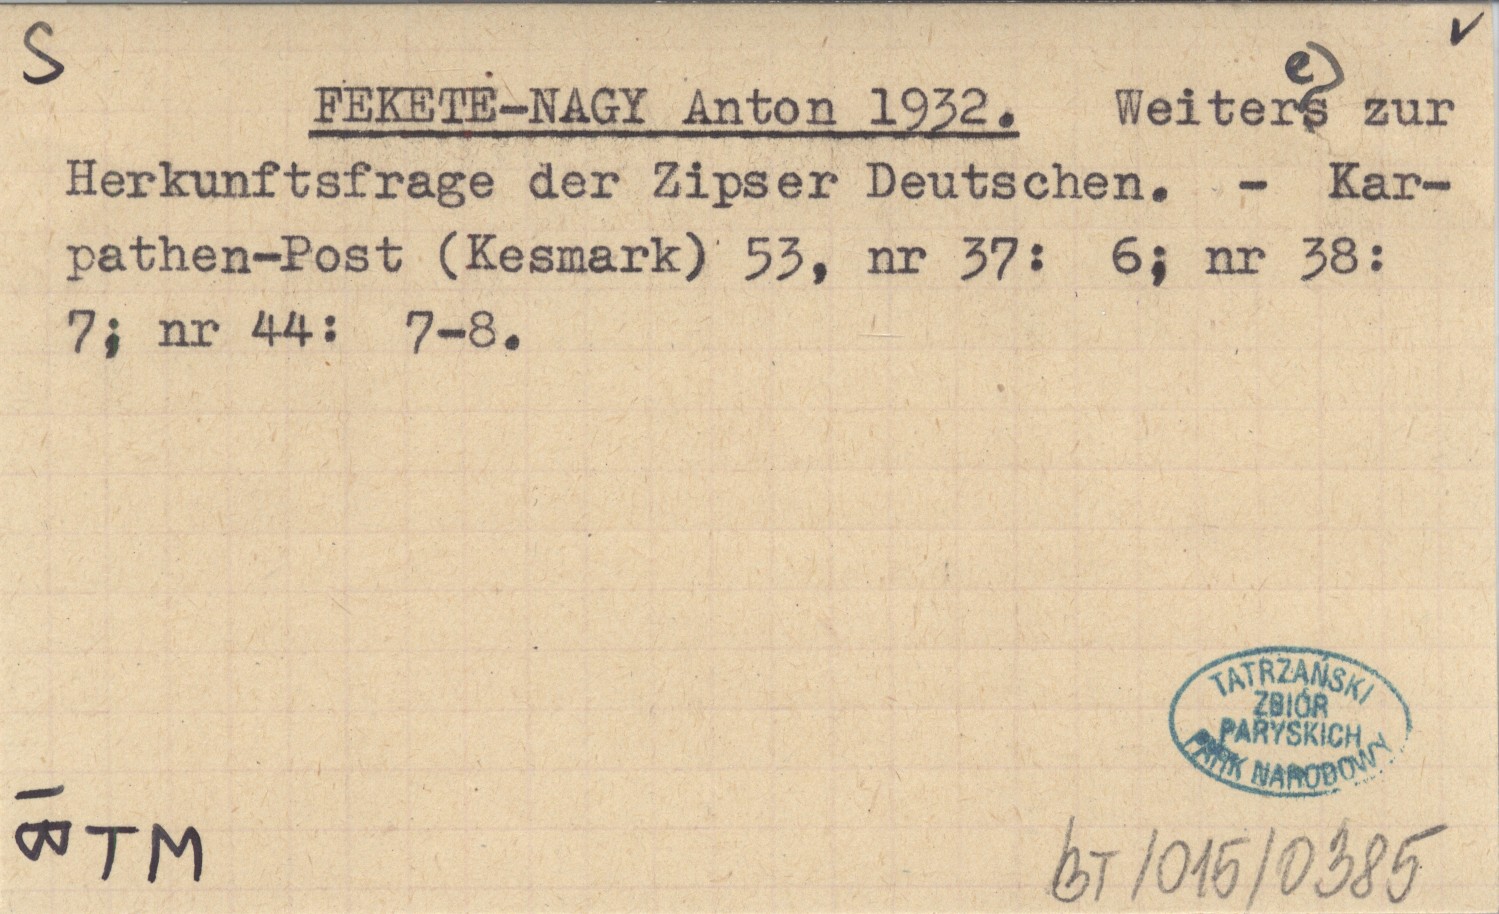 S
✓
e
FEKETE-NAGY Anton 1932. Weiters zur
Herkunftsfrage der Zipser Deutschen. - Kar-
pathen-Post (Kesmark) 53, nr 37: 6; nr 38:
7; nr 44: 7-8.
TATRZAŃSKI
ZBIÓR
PARYSKICH
PARK NARODOWY
B TM
BT/015/0385